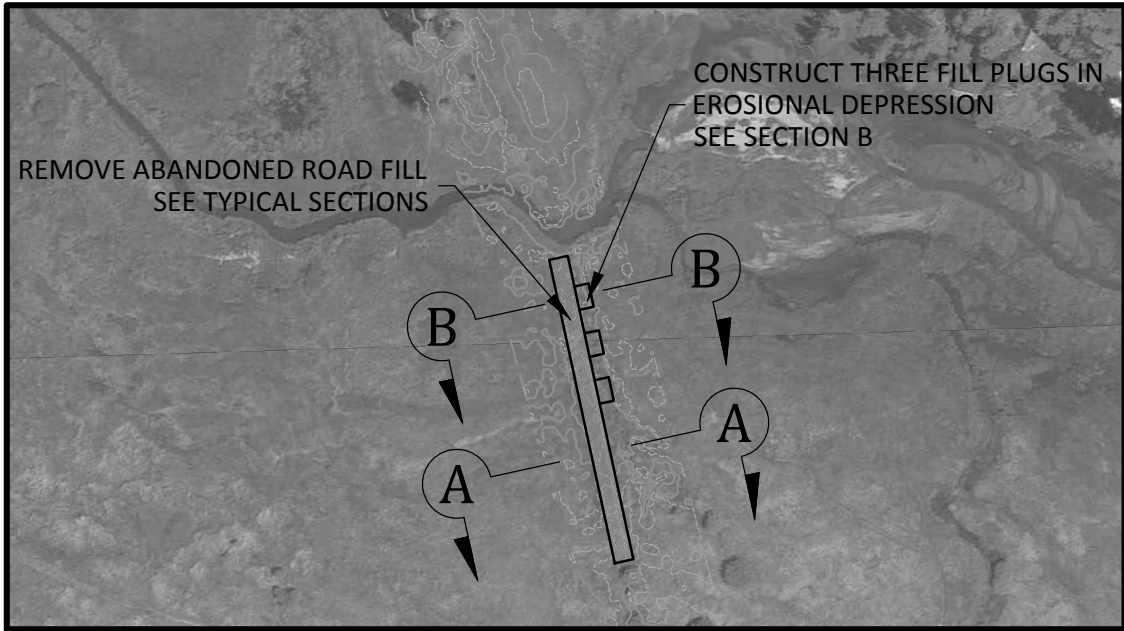 CONSTRUCT THREE FILL PLUGS IN
EROSIONAL DEPRESSION
SEE SECTION B
REMOVE ABANDONED ROAD FILL
SEE TYPICAL SECTIONS
B
B
A
A